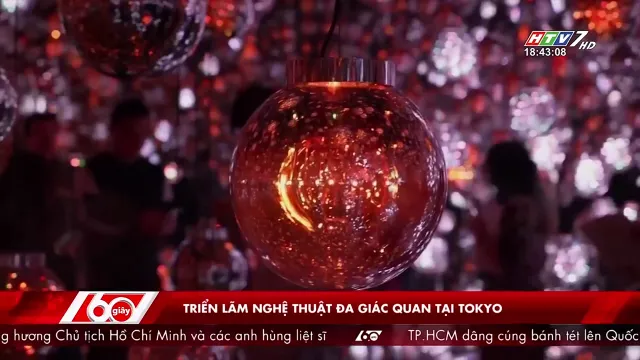 HTV7 HD
18:43:08
60 giây
TRIỂN LÃM NGHỆ THUẬT ĐA GIÁC QUAN TẠI TOKYO
g hương Chủ tịch Hồ Chí Minh và các anh hùng liệt sĩ 60 TP.HCM dâng cúng bánh tét lên Quốc